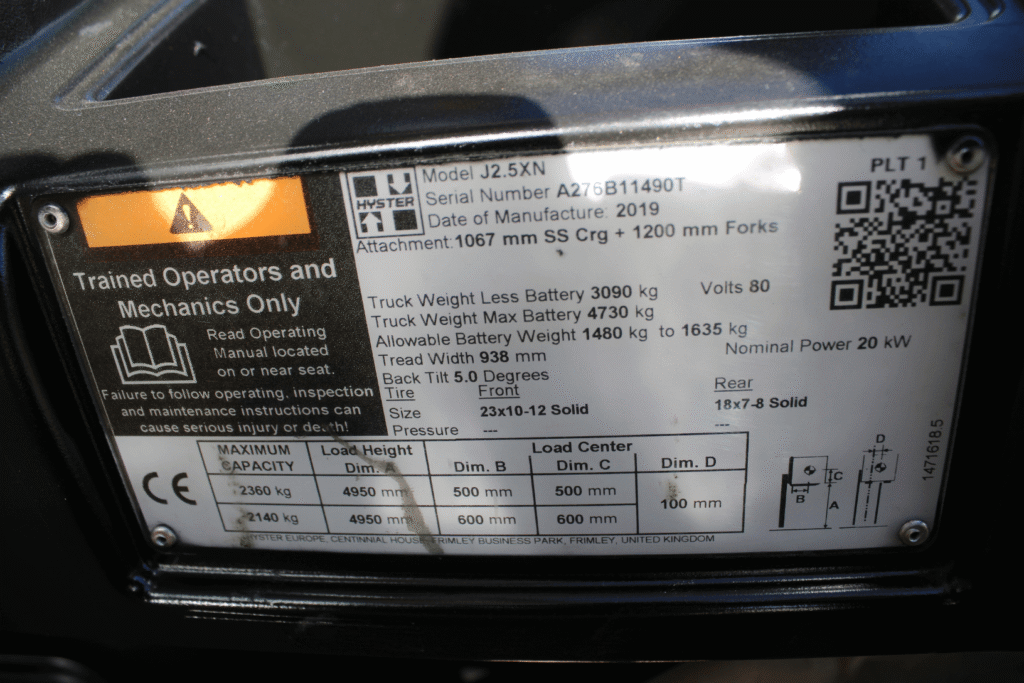 Trained Operators and
Mechanics Only
Read Operating
Manual located
on or near seat.
Failure to follow operating, inspection
and maintenance instructions can
cause serious injury or death!
HYSTER
Model J2.5XN
Serial Number A276B11490T
Date of Manufacture: 2019
Attachment: 1067 mm SS Crg + 1200 mm Forks
PLT 1
Truck Weight Less Battery 3090 kg Volts 80
Truck Weight Max Battery 4730 kg
Allowable Battery Weight 1480 kg to 1635 kg
Tread Width 938 mm Nominal Power 20 kW
Back Tilt 5.0 Degrees
Tire Front Rear
Size 23x10-12 Solid 18x7-8 Solid
Pressure --- ---
CE
MAXIMUM CAPACITY Load Height Dim. A Load Center
Dim. B Dim. C Dim. D
2360 kg 4950 mm 500 mm 500 mm 100 mm
2140 kg 4950 mm 600 mm 600 mm
D
C
B
A
1471618.5
HYSTER EUROPE, CENTINNIAL HOUSE, FRIMLEY BUSINESS PARK, FRIMLEY, UNITED KINGDOM